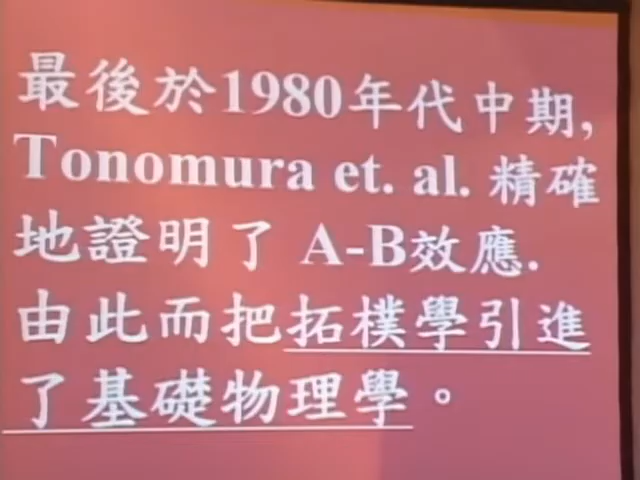 最後於1980年代中期,
Tonomura et. al. 精確
地證明了 A-B效應.
由此而把拓樸學引進
了基礎物理學。